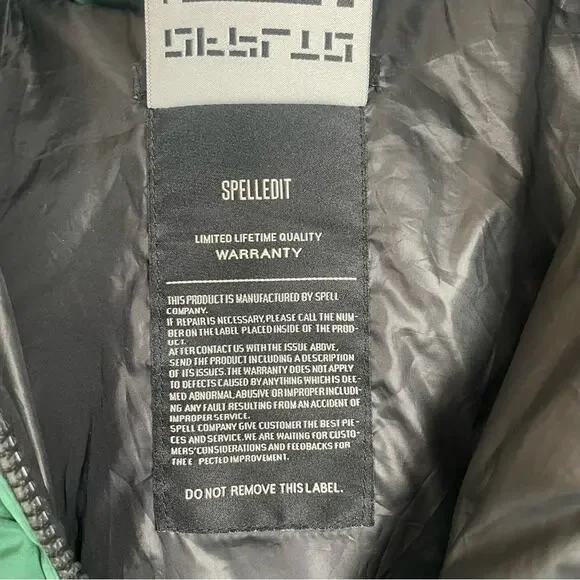 SPELLEDIT
LIMITED LIFETIME QUALITY
WARRANTY
THIS PRODUCT IS MANUFACTURED BY SPELL
COMPANY.
IF REPAIR IS NECESSARY, PLEASE CALL THE NUM-
BER ON THE LABEL PLACED INSIDE OF THE PROD-
UCT.
AFTER CONTACT US WITH THE ISSUE ABOVE,
SEND THE PRODUCT INCLUDING A DESCRIPTION
OF ITS ISSUES. THE WARRANTY DOES NOT APPLY
TO DEFECTS CAUSED BY ANYTHING WHICH IS DEE-
MED ABNORMAL, ABUSIVE OR IMPROPER INCLUDI-
NG ANY FAULT RESULTING FROM AN ACCIDENT OF
IMPROPER SERVICE.
SPELL COMPANY GIVE CUSTOMER THE BEST PIE-
CES AND SERVICE. WE ARE WAITING FOR CUSTO-
MERS' CONSIDERATIONS AND FEEDBACKS FOR
THE E PECTED IMPROVEMENT.
DO NOT REMOVE THIS LABEL.